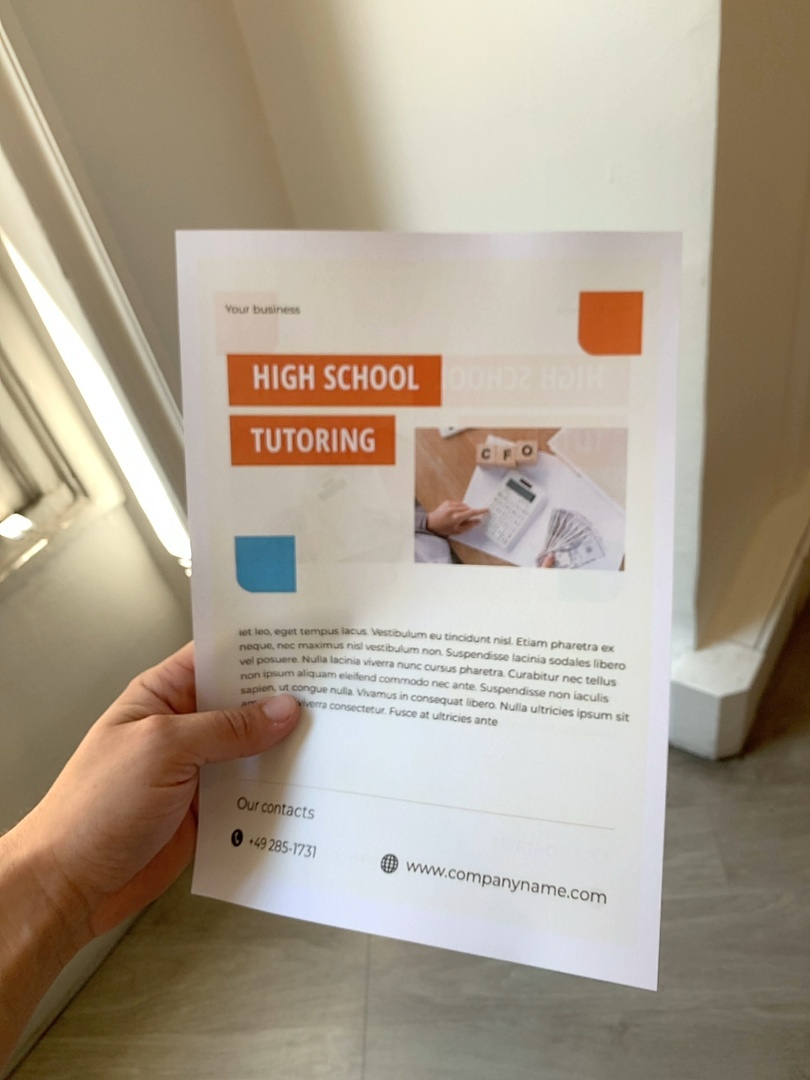 Your business
HIGH SCHOOL
TUTORING
C F O
iet leo, eget tempus lacus. Vestibulum eu tincidunt nisl. Etiam pharetra ex
neque, nec maximus nisl vestibulum non. Suspendisse lacinia sodales libero
vel posuere. Nulla lacinia viverra nunc cursus pharetra. Curabitur nec tellus
non ipsum aliquam eleifend commodo nec ante. Suspendisse non iaculis
sapien, ut congue nulla. Vivamus in consequat libero. Nulla ultricies ipsum sit
viverra consectetur. Fusce at ultricies ante
Our contacts
+49 285-1731
www.companyname.com